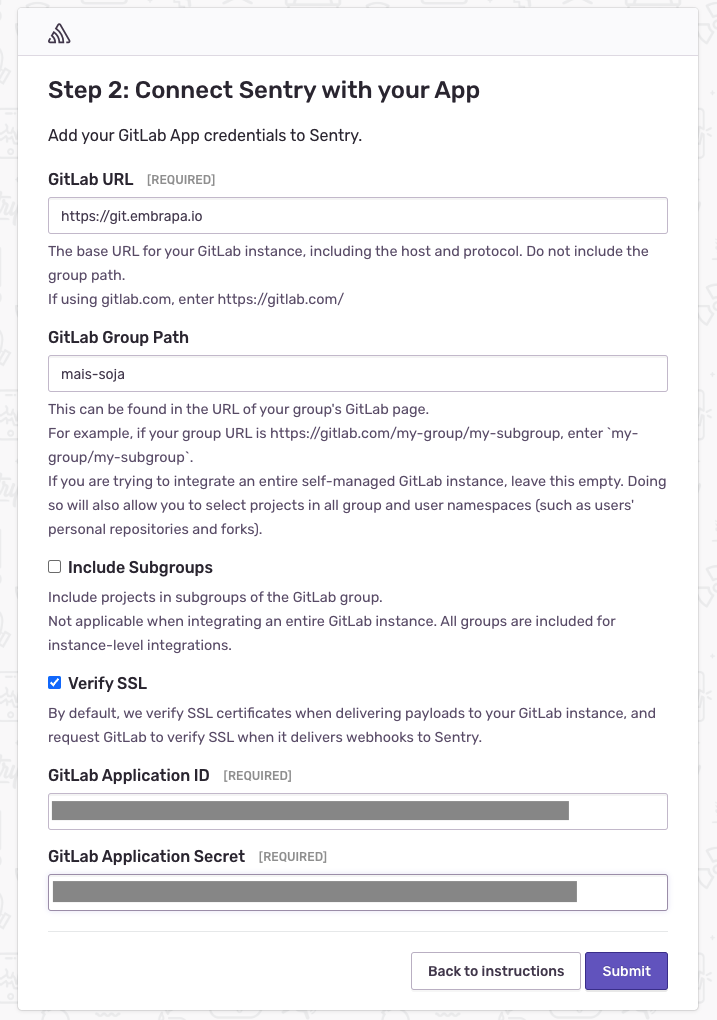 Step 2: Connect Sentry with your App
Add your GitLab App credentials to Sentry.
GitLab URL [REQUIRED]
https://git.embrapa.io
The base URL for your GitLab instance, including the host and protocol. Do not include the
group path.
If using gitlab.com, enter https://gitlab.com/
GitLab Group Path
mais-soja
This can be found in the URL of your group's GitLab page.
For example, if your group URL is https://gitlab.com/my-group/my-subgroup, enter `my-
group/my-subgroup`.
If you are trying to integrate an entire self-managed GitLab instance, leave this empty. Doing
so will also allow you to select projects in all group and user namespaces (such as users'
personal repositories and forks).
Include Subgroups
Include projects in subgroups of the GitLab group.
Not applicable when integrating an entire GitLab instance. All groups are included for
instance-level integrations.
Verify SSL
By default, we verify SSL certificates when delivering payloads to your GitLab instance, and
request GitLab to verify SSL when it delivers webhooks to Sentry.
GitLab Application ID [REQUIRED]
GitLab Application Secret [REQUIRED]
Back to instructions
Submit